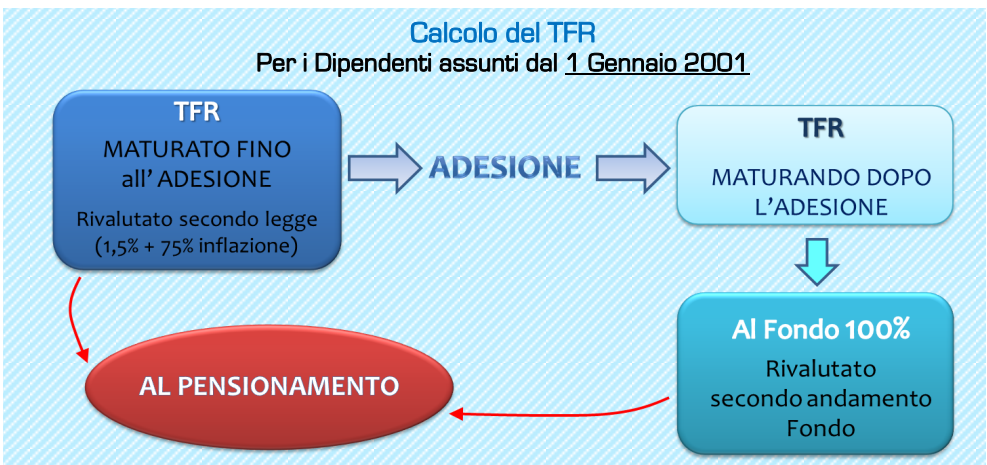 Calcolo del TFR
Per i Dipendenti assunti dal 1 Gennaio 2001
TFR
MATURATO FINO
all' ADESIONE
Rivalutato secondo legge
(1,5% + 75% inflazione)
ADESIONE
TFR
MATURANDO DOPO
L'ADESIONE
Al Fondo 100%
Rivalutato
secondo andamento
Fondo
AL PENSIONAMENTO